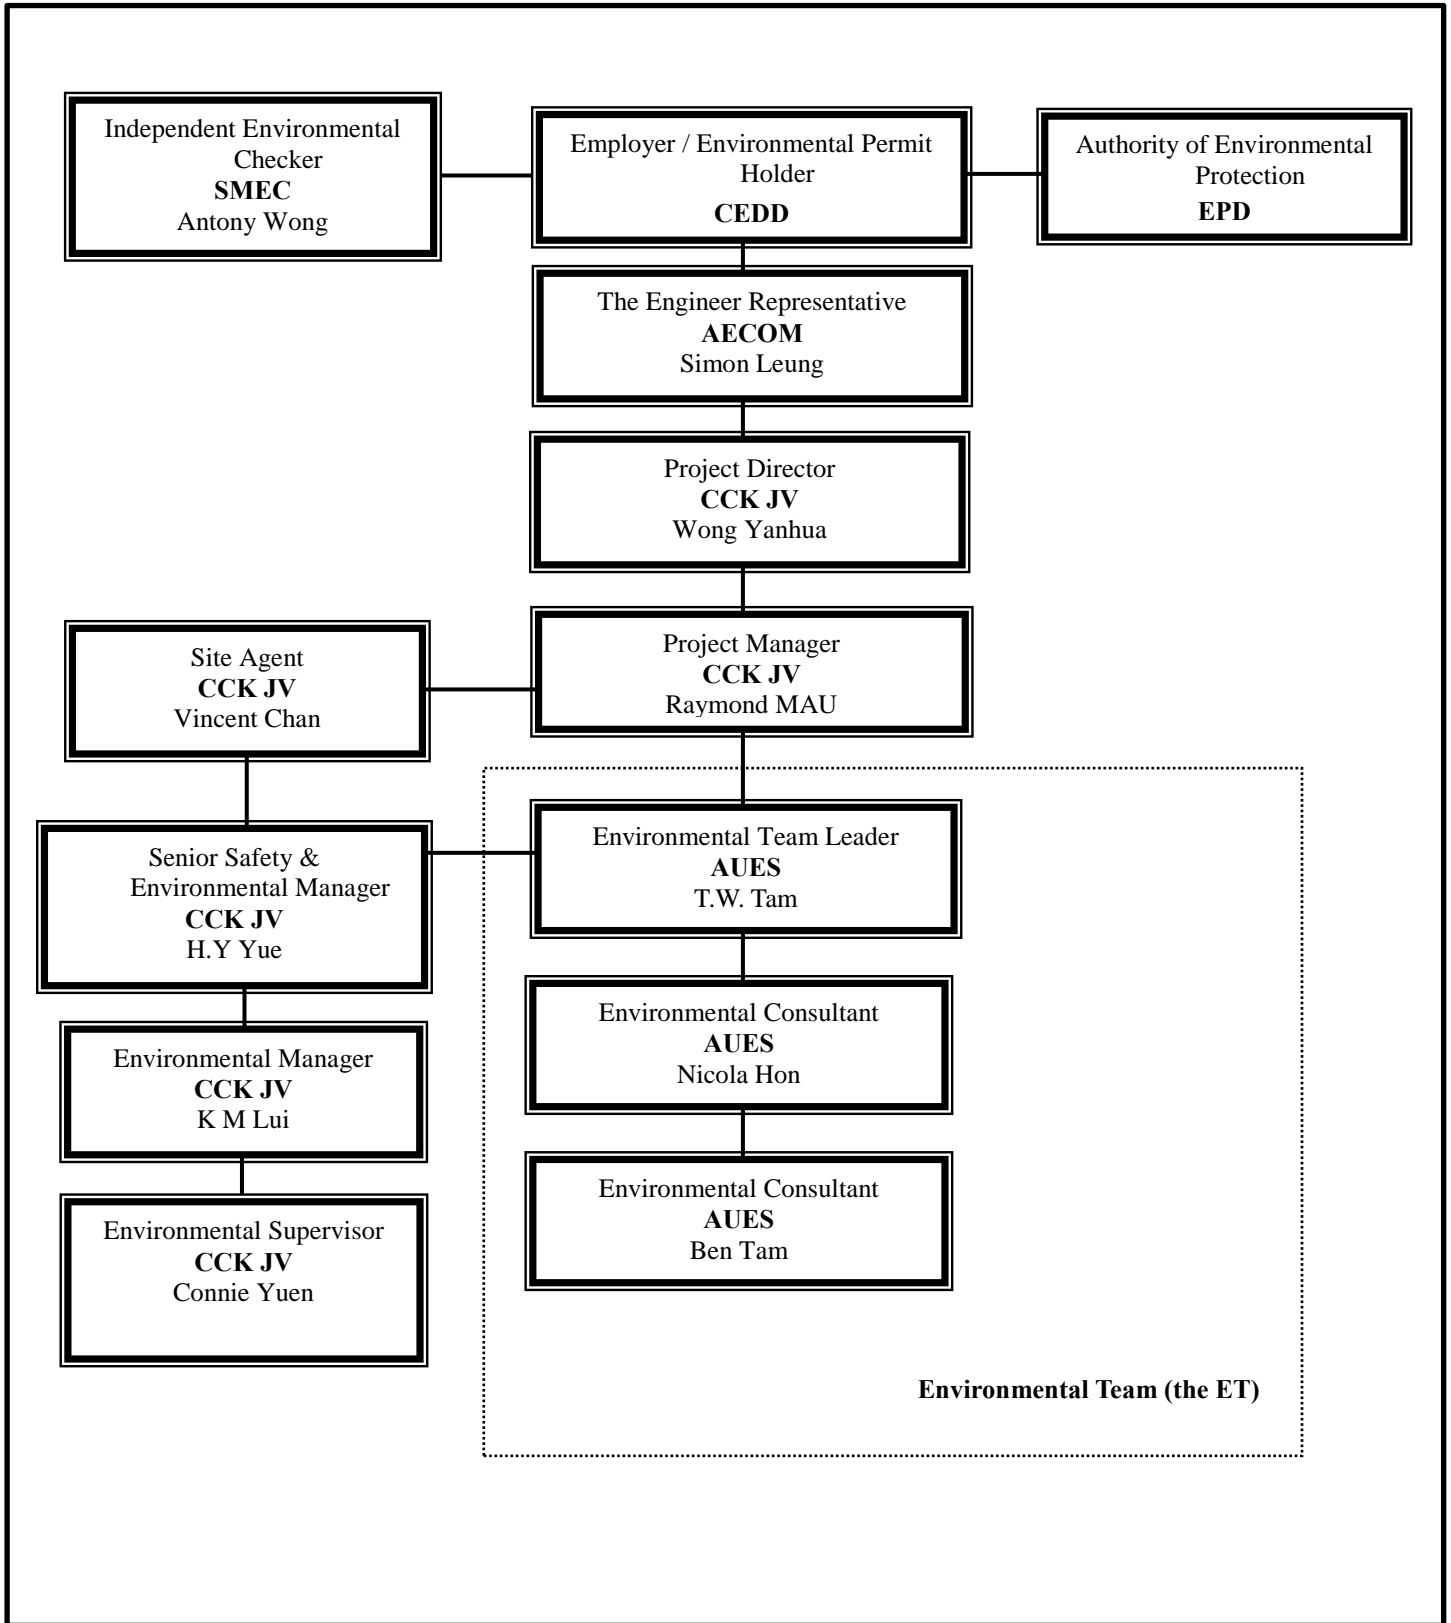 Independent Environmental
Checker
SMEC
Antony Wong
Employer / Environmental Permit
Holder
CEDD
Authority of Environmental
Protection
EPD
The Engineer Representative
AECOM
Simon Leung
Project Director
CCK JV
Wong Yanhua
Site Agent
CCK JV
Vincent Chan
Project Manager
CCK JV
Raymond MAU
Senior Safety &
Environmental Manager
CCK JV
H.Y Yue
Environmental Team Leader
AUES
T.W. Tam
Environmental Manager
CCK JV
K M Lui
Environmental Consultant
AUES
Nicola Hon
Environmental Supervisor
CCK JV
Connie Yuen
Environmental Consultant
AUES
Ben Tam
Environmental Team (the ET)